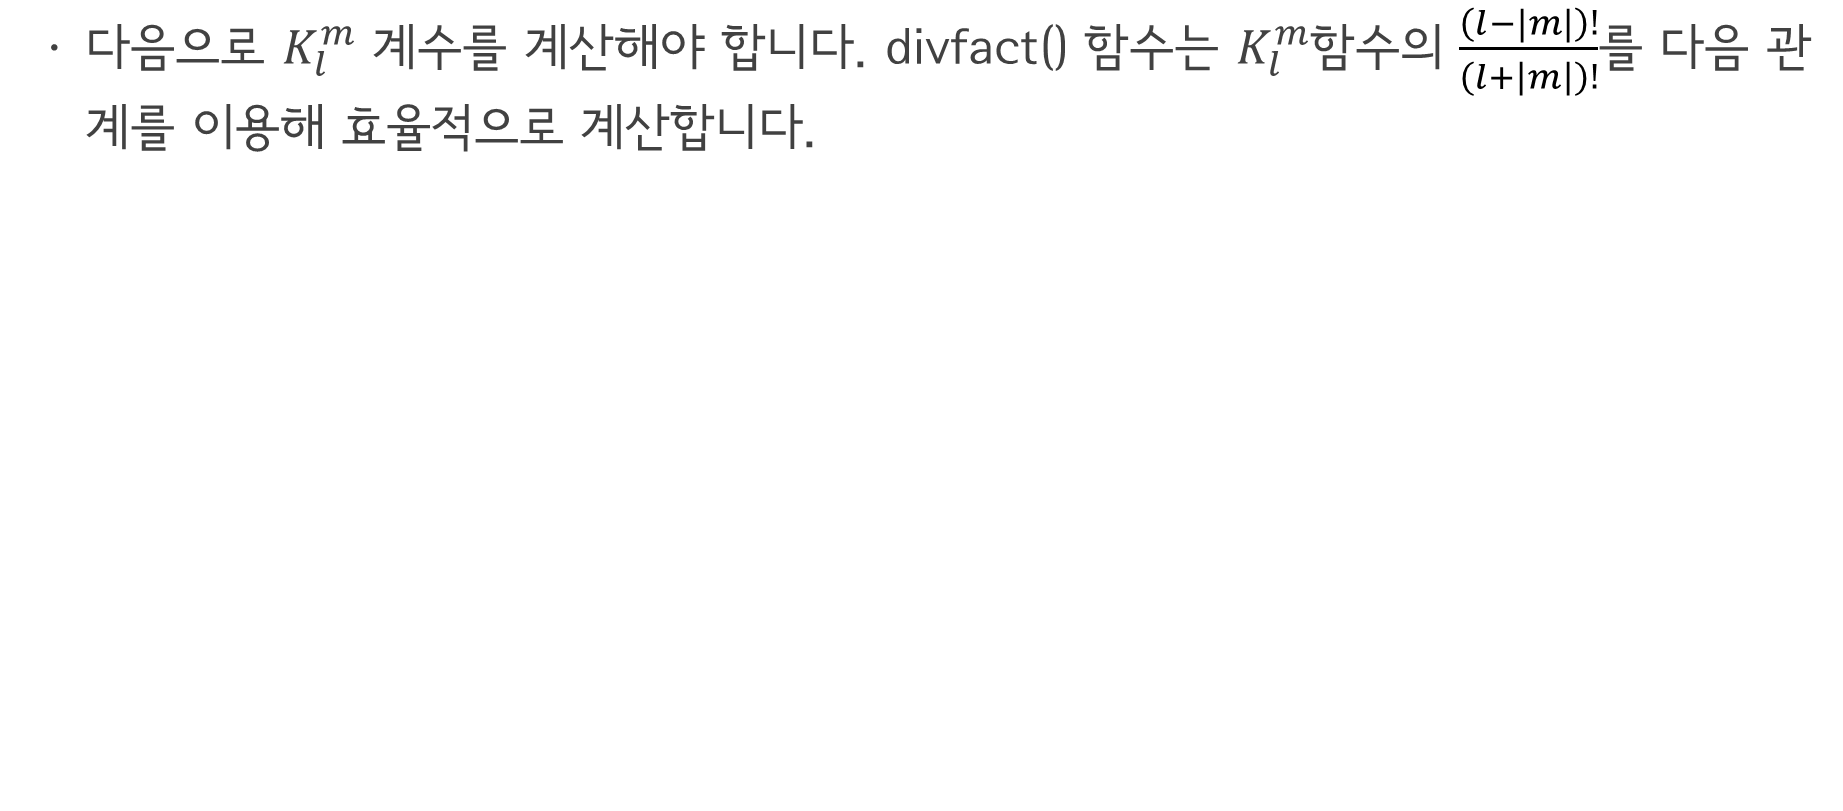 · 다음으로 $K_l^m$ 계수를 계산해야 합니다. divfact() 함수는 $K_l^m$함수의 $\frac{(l-|m|)!}{(l+|m|)!}$를 다음 관
계를 이용해 효율적으로 계산합니다.